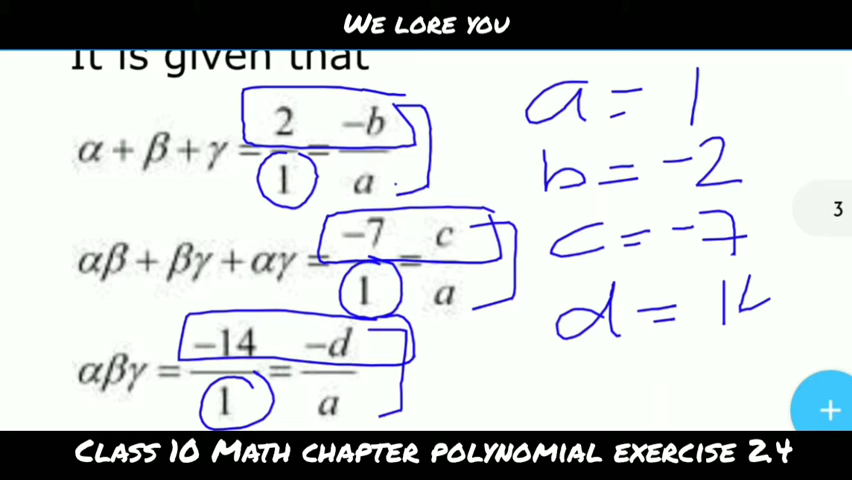 We lore you
It is given that
a = 1
α + β + γ = 2/1 = -b/a
b = -2
3
αβ + βγ + αγ = -7/1 = c/a
c = -7
αβγ = -14/1 = -d/a
d = 14
+
Class 10 Math chapter polynomial exercise 2.4